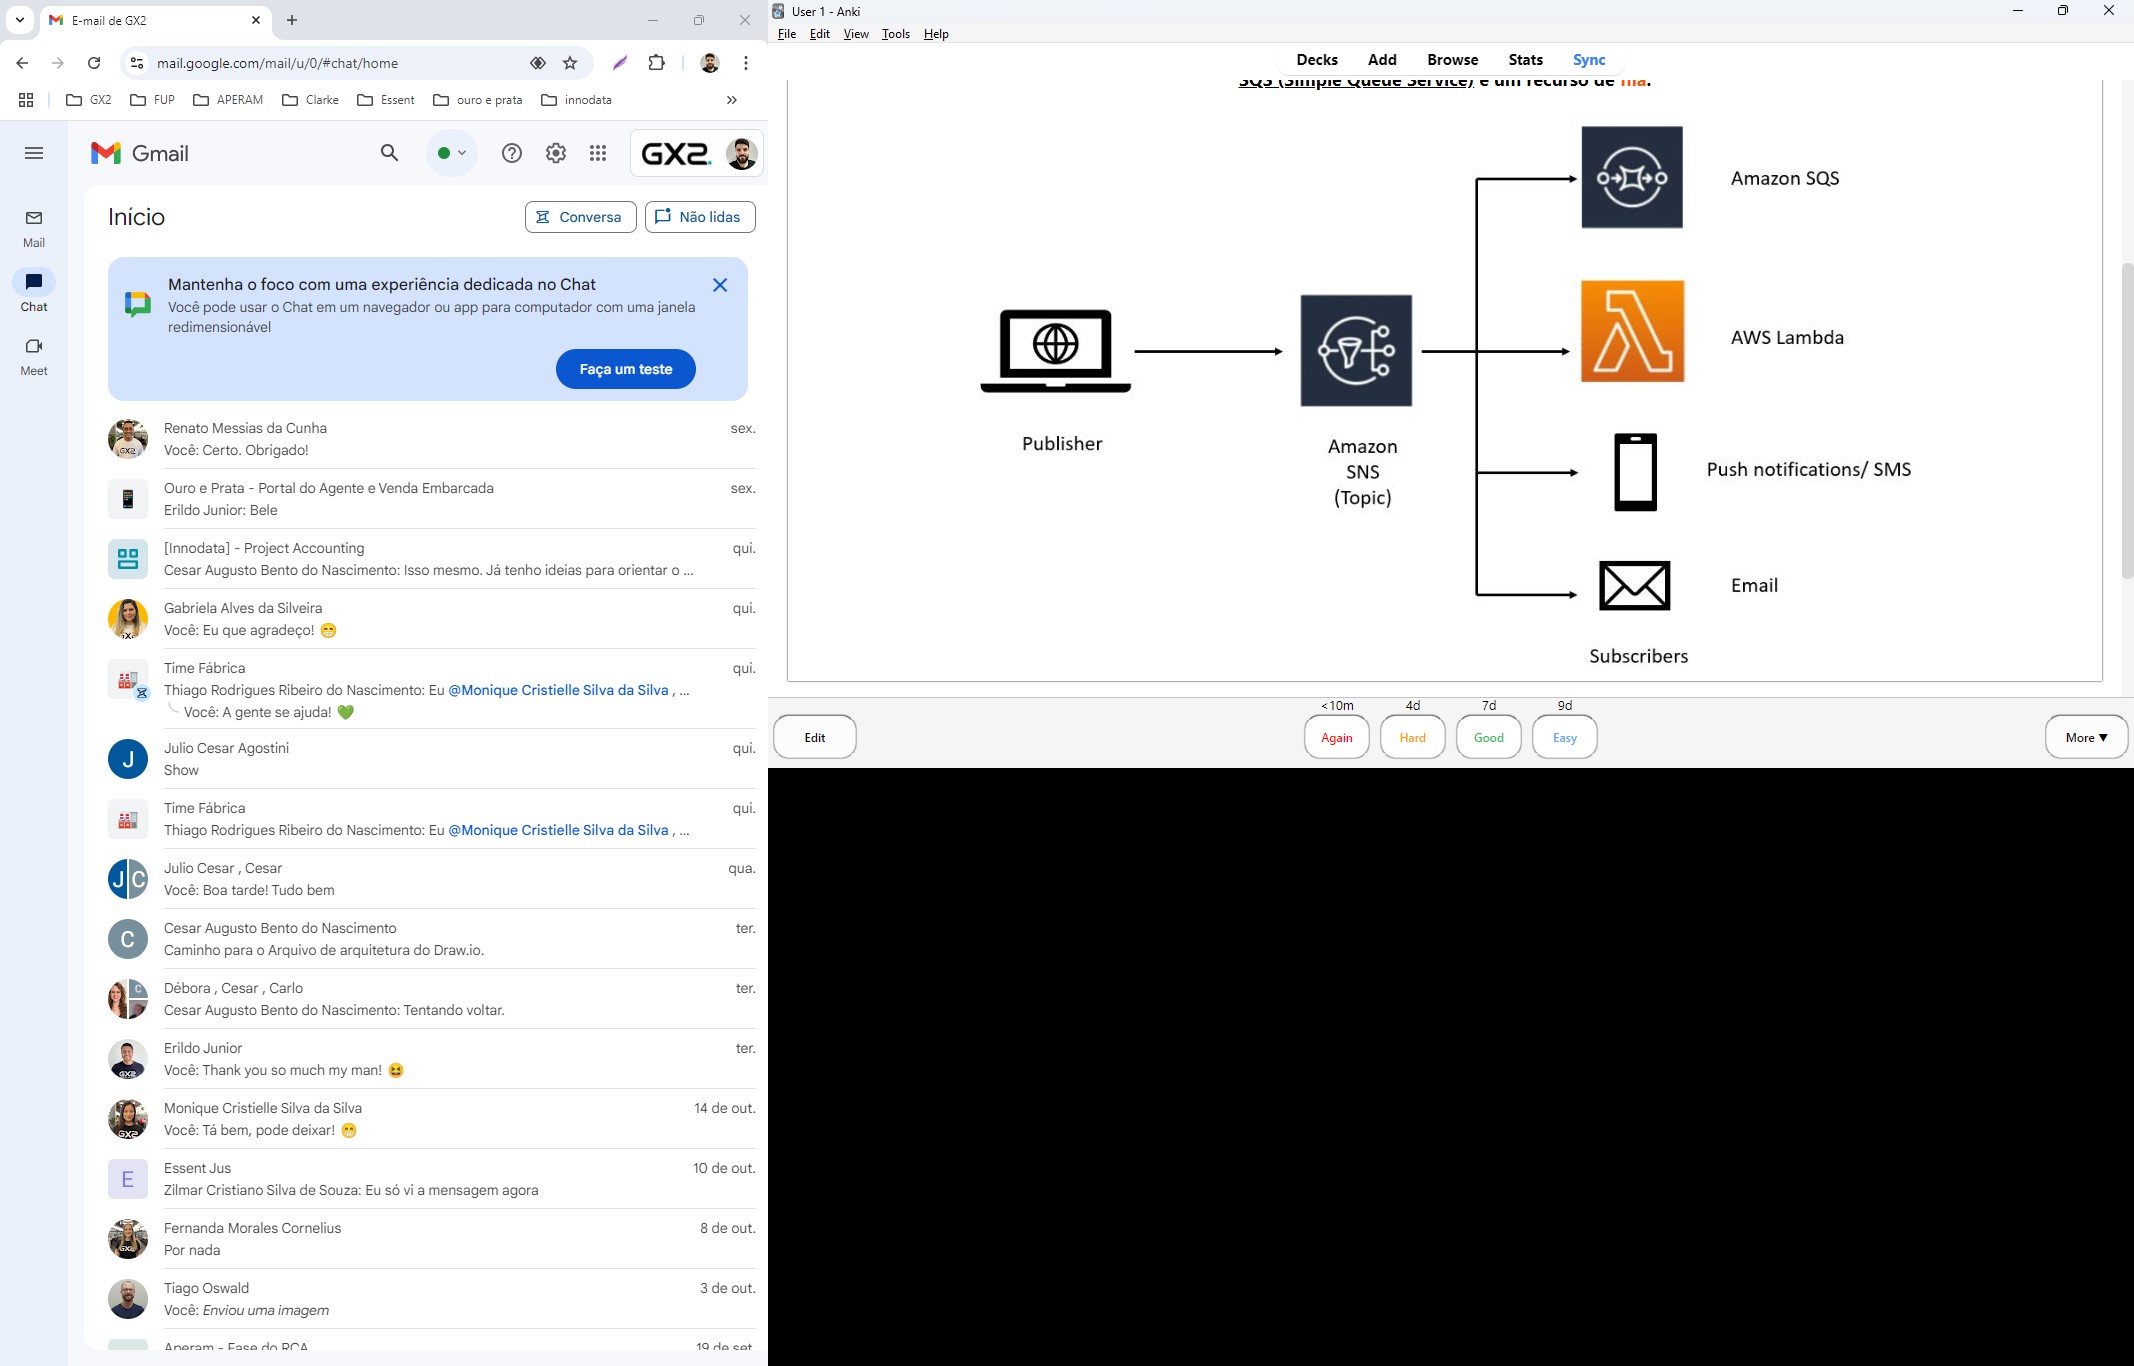 E-mail de GX2
mail.google.com/mail/u/0/#chat/home
GX2
FUP
APERAM
Clarke
Essent
ouro e prata
innodata
Gmail
GX2.
Mail
Chat
Meet
Início
Conversa
Não lidas
Mantenha o foco com uma experiência dedicada no Chat
Você pode usar o Chat em um navegador ou app para computador com uma janela
redimensionável
Faça um teste
Renato Messias da Cunha
sex.
Você: Certo. Obrigado!
Ouro e Prata - Portal do Agente e Venda Embarcada
sex.
Erildo Junior: Bele
[Innodata] - Project Accounting
qui.
Cesar Augusto Bento do Nascimento: Isso mesmo. Já tenho ideias para orientar o ...
Gabriela Alves da Silveira
qui.
Você: Eu que agradeço! 😁
Time Fábrica
qui.
Thiago Rodrigues Ribeiro do Nascimento: Eu @Monique Cristielle Silva da Silva , ...
Você: A gente se ajuda! 💚
J
Julio Cesar Agostini
qui.
Show
Time Fábrica
qui.
Thiago Rodrigues Ribeiro do Nascimento: Eu @Monique Cristielle Silva da Silva , ...
J C
Julio Cesar , Cesar
qua.
Você: Boa tarde! Tudo bem
C
Cesar Augusto Bento do Nascimento
ter.
Caminho para o Arquivo de arquitetura do Draw.io.
C
Débora , Cesar , Carlo
ter.
Cesar Augusto Bento do Nascimento: Tentando voltar.
Erildo Junior
ter.
Você: Thank you so much my man! 😆
Monique Cristielle Silva da Silva
14 de out.
Você: Tá bem, pode deixar! 😁
E
Essent Jus
10 de out.
Zilmar Cristiano Silva de Souza: Eu só vi a mensagem agora
Fernanda Morales Cornelius
8 de out.
Por nada
Tiago Oswald
3 de out.
Você: Enviou uma imagem
Aperam - Fase do RCA
19 de set.
User 1 - Anki
File
Edit
View
Tools
Help
Decks
Add
Browse
Stats
Sync
SQS (Simple Queue Service) é um recurso de fila.
Amazon SQS
AWS Lambda
Publisher
Amazon
SNS
(Topic)
Push notifications/ SMS
Email
Subscribers
<10m
4d
7d
9d
Edit
Again
Hard
Good
Easy
More ▼